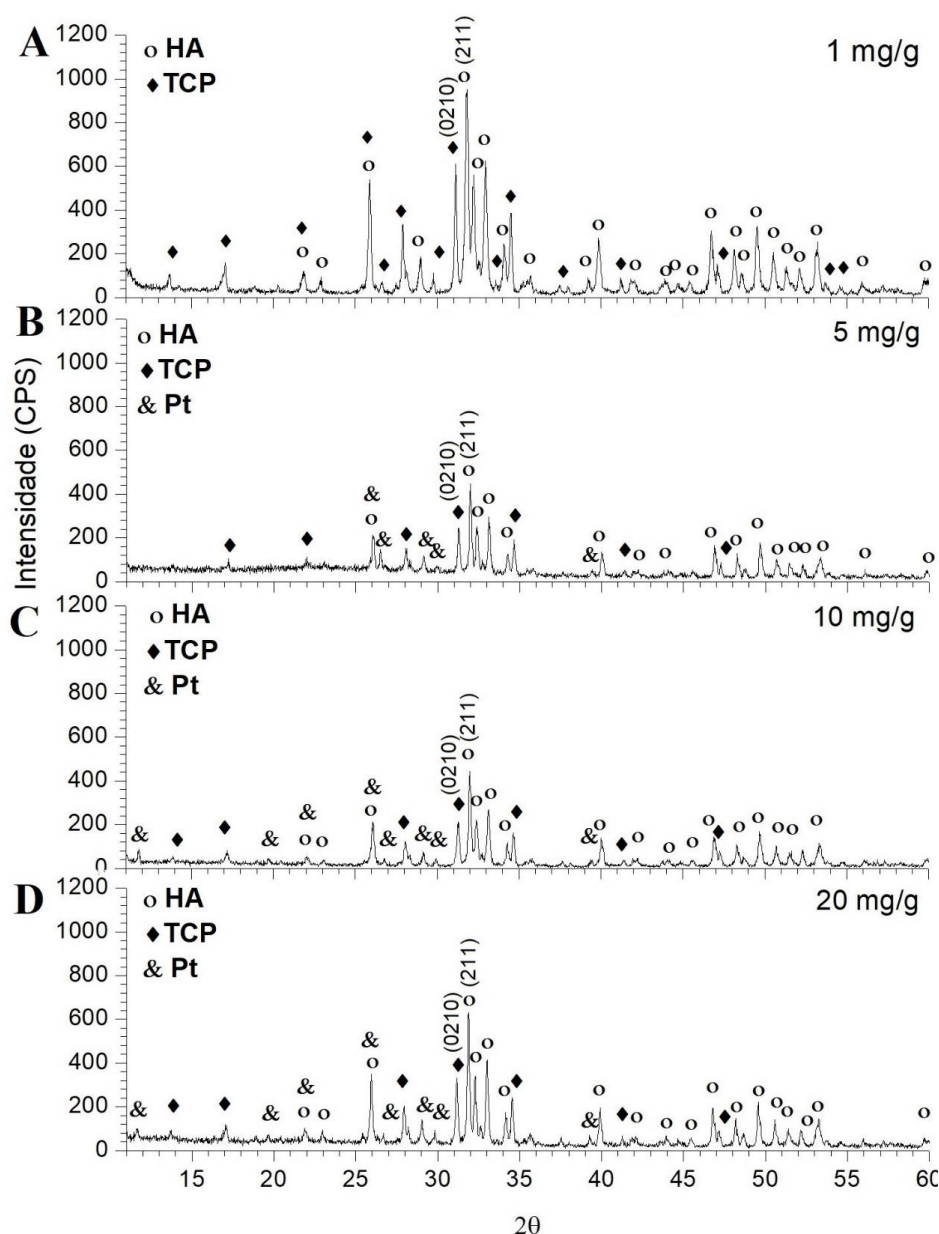 A
1200
1000
800
600
400
200
0
o HA
♦ TCP
(0210)
(211)
1 mg/g
B
1200
1000
800
600
400
200
0
o HA
♦ TCP
& Pt
(0210)
(211)
5 mg/g
C
1200
1000
800
600
400
200
0
o HA
♦ TCP
& Pt
(0210)
(211)
10 mg/g
D
1200
1000
800
600
400
200
0
o HA
♦ TCP
& Pt
(0210)
(211)
20 mg/g
Intensidade (CPS)
15 20 25 30 35 40 45 50 55 60
2θ